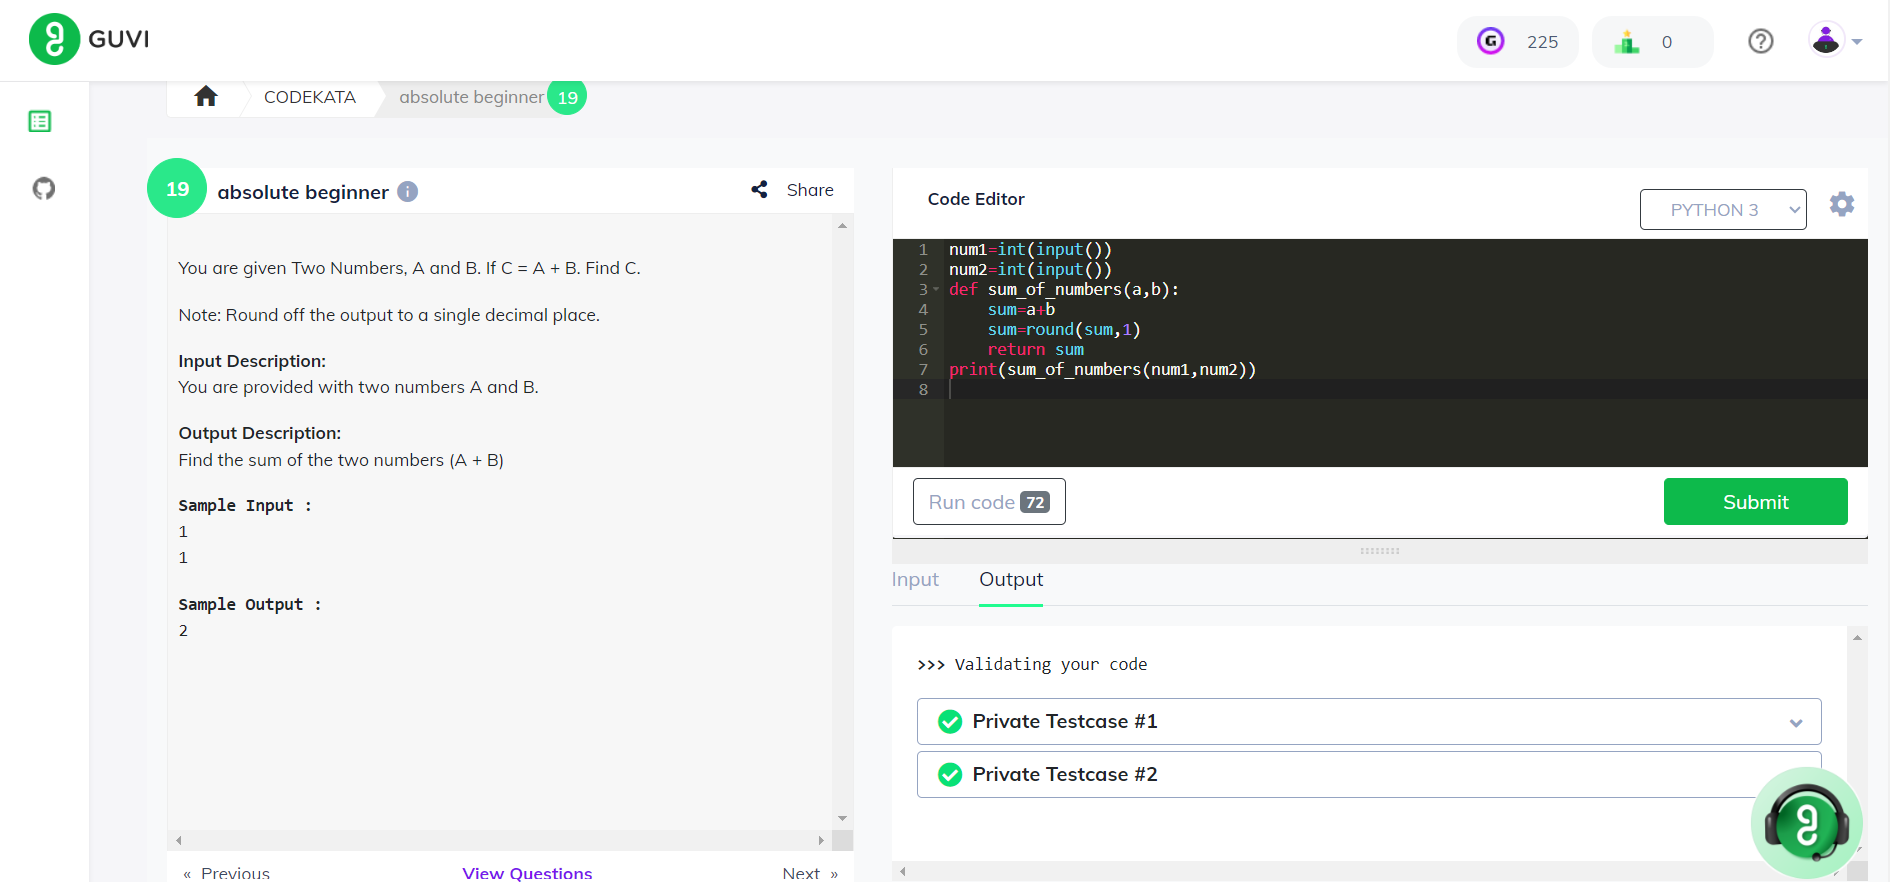 GUVI
225
0
CODEKATA
absolute beginner
19
19
absolute beginner
Share
You are given Two Numbers, A and B. If C = A + B. Find C.
Note: Round off the output to a single decimal place.
Input Description:
You are provided with two numbers A and B.
Output Description:
Find the sum of the two numbers (A + B)
Sample Input :
1
1
Sample Output :
2
« Previous
View Questions
Next »
Code Editor
PYTHON 3
1 num1=int(input())
2 num2=int(input())
3 def sum_of_numbers(a,b):
4     sum=a+b
5     sum=round(sum,1)
6     return sum
7 print(sum_of_numbers(num1,num2))
8
Run code 72
Submit
Input
Output
>>> Validating your code
Private Testcase #1
Private Testcase #2